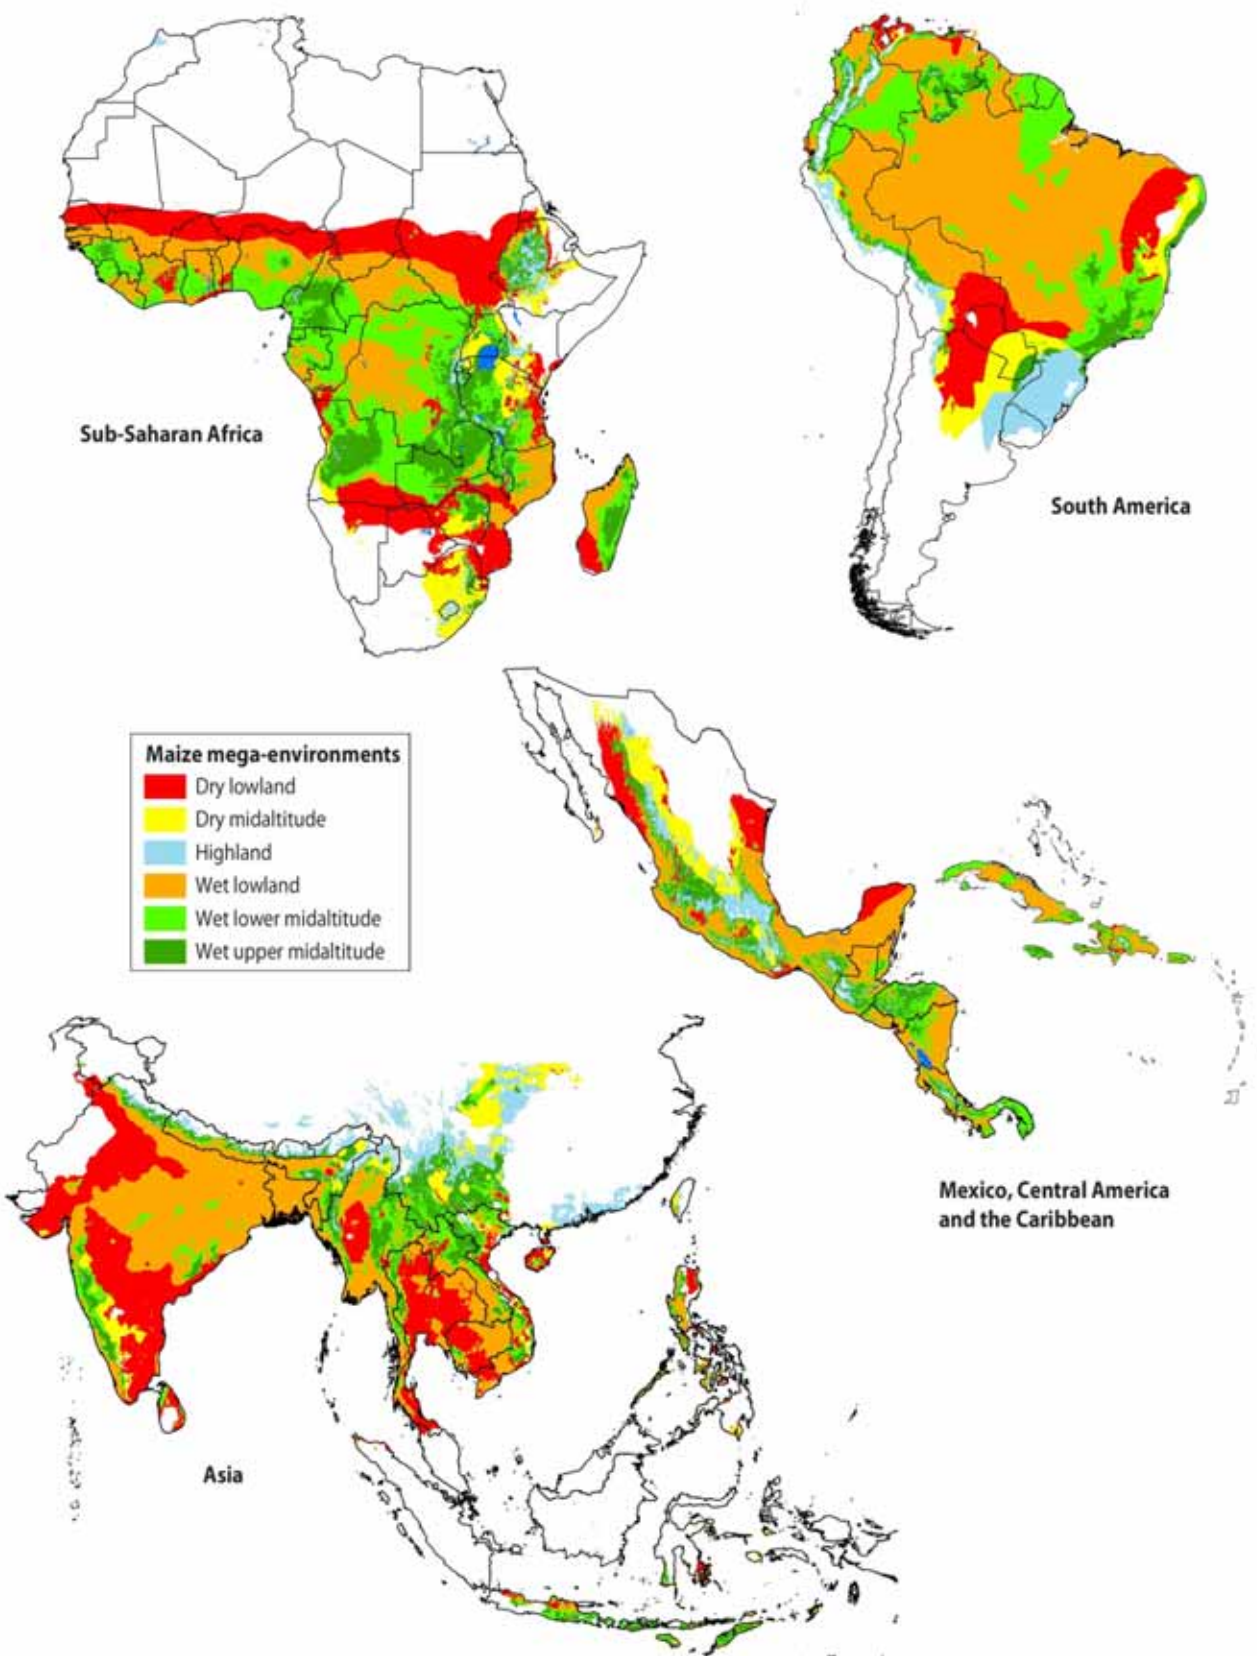 Sub-Saharan Africa
South America
Maize mega-environments
Dry lowland
Dry midaltitude
Highland
Wet lowland
Wet lower midaltitude
Wet upper midaltitude
Mexico, Central America
and the Caribbean
Asia